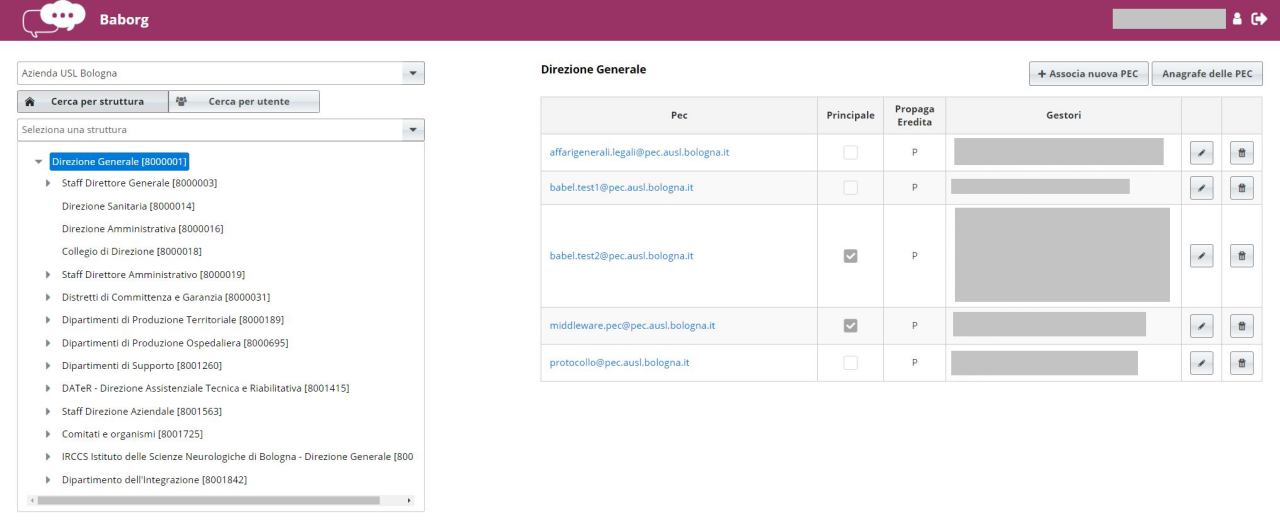 Baborg
Azienda USL Bologna
Cerca per struttura
Cerca per utente
Seleziona una struttura
Direzione Generale [8000001]
Staff Direttore Generale [8000003]
Direzione Sanitaria [8000014]
Direzione Amministrativa [8000016]
Collegio di Direzione [8000018]
Staff Direttore Amministrativo [8000019]
Distretti di Committenza e Garanzia [8000031]
Dipartimenti di Produzione Territoriale [8000189]
Dipartimenti di Produzione Ospedaliera [8000695]
Dipartimenti di Supporto [8001260]
DATeR - Direzione Assistenziale Tecnica e Riabilitativa [8001415]
Staff Direzione Aziendale [8001563]
Comitati e organismi [8001725]
IRCCS Istituto delle Scienze Neurologiche di Bologna - Direzione Generale [800
Dipartimento dell'Integrazione [8001842]
Direzione Generale
+ Associa nuova PEC
Anagrafe delle PEC
Pec
Principale
Propaga
Eredita
Gestori
affarigenerali.legali@pec.ausl.bologna.it
P
babel.test1@pec.ausl.bologna.it
P
babel.test2@pec.ausl.bologna.it
P
middleware.pec@pec.ausl.bologna.it
P
protocollo@pec.ausl.bologna.it
P